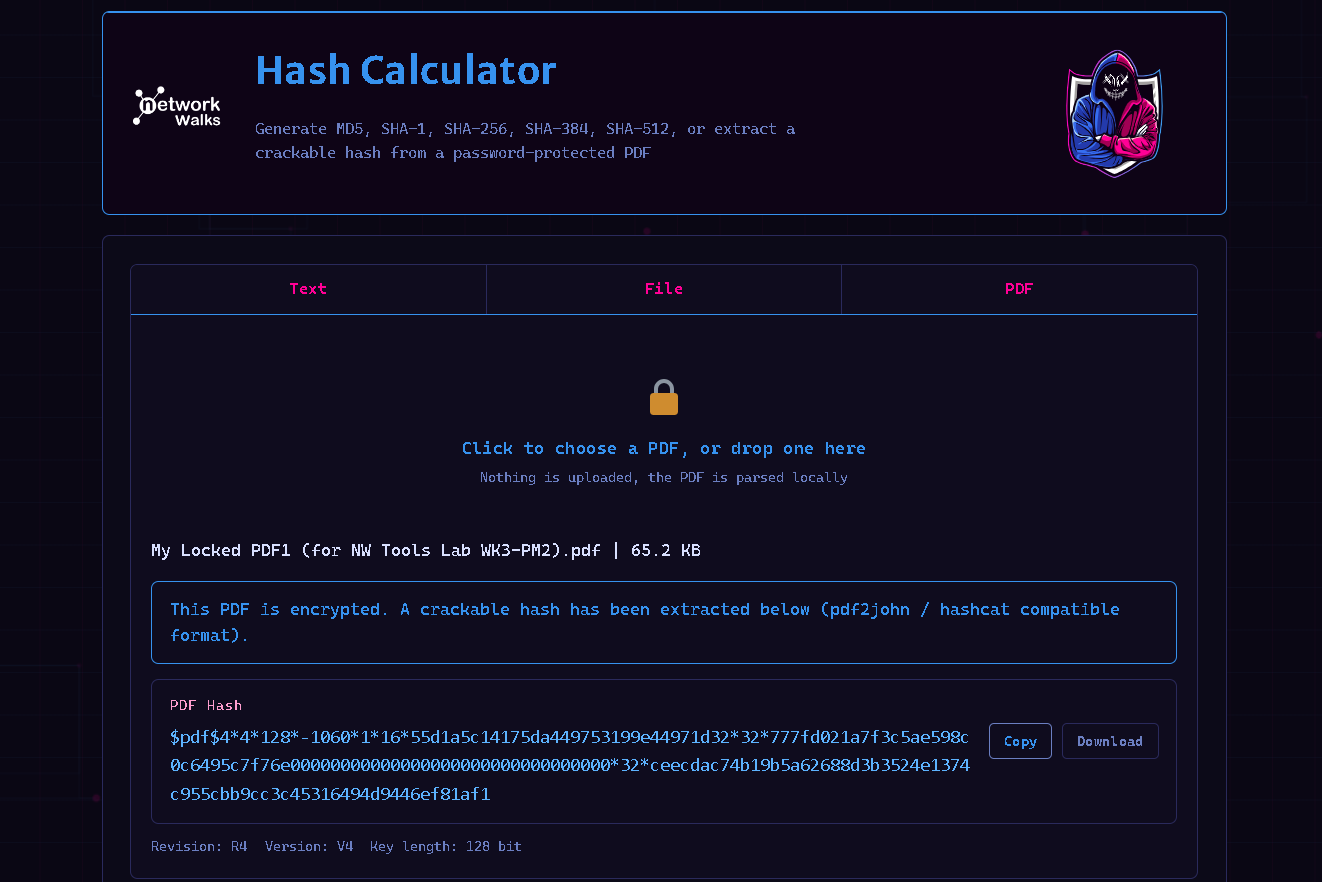 network
Walks
Hash Calculator
Generate MD5, SHA-1, SHA-256, SHA-384, SHA-512, or extract a
crackable hash from a password-protected PDF
Text
File
PDF
Click to choose a PDF, or drop one here
Nothing is uploaded, the PDF is parsed locally
My Locked PDF1 (for NW Tools Lab WK3-PM2).pdf | 65.2 KB
This PDF is encrypted. A crackable hash has been extracted below (pdf2john / hashcat compatible
format).
PDF Hash
$pdf$4*4*128*-1060*1*16*55d1a5c14175da449753199e44971d32*32*777fd021a7f3c5ae598c
0c6495c7f76e00000000000000000000000000000000*32*ceecdac74b19b5a62688d3b3524e1374
c955cbb9cc3c45316494d9446ef81af1
Copy
Download
Revision: R4 Version: V4 Key length: 128 bit